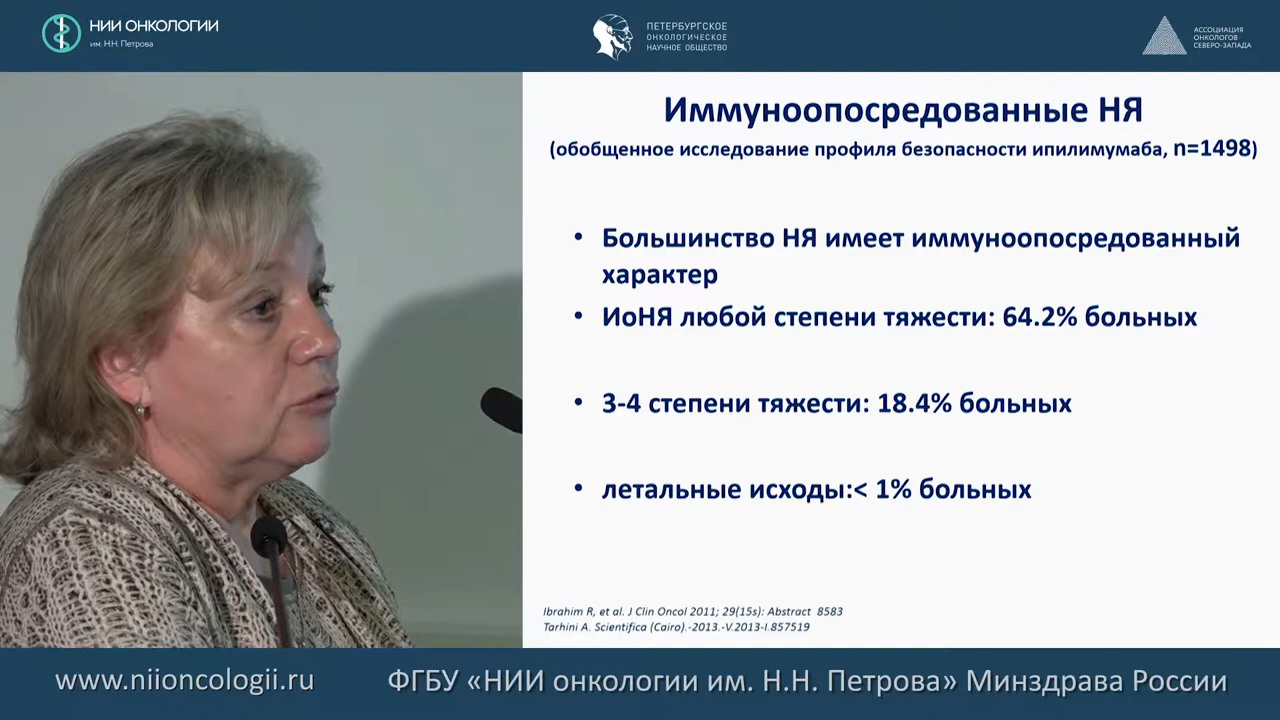 НИИ ОНКОЛОГИИ
им. Н.Н. Петрова
ПЕТЕРБУРГСКОЕ
ОНКОЛОГИЧЕСКОЕ
НАУЧНОЕ ОБЩЕСТВО
АССОЦИАЦИЯ
ОНКОЛОГОВ
СЕВЕРО-ЗАПАДА
Иммуноопосредованные НЯ
(обобщенное исследование профиля безопасности ипилимумаба, n=1498)
• Большинство НЯ имеет иммуноопосредованный
характер
• ИоНЯ любой степени тяжести: 64.2% больных
• 3-4 степени тяжести: 18.4% больных
• летальные исходы:< 1% больных
Ibrahim R, et al. J Clin Oncol 2011; 29(15s): Abstract 8583
Tarhini A. Scientifica (Cairo).-2013.-V.2013-I.857519
www.niioncologii.ru
ФГБУ «НИИ онкологии им. Н.Н. Петрова» Минздрава России